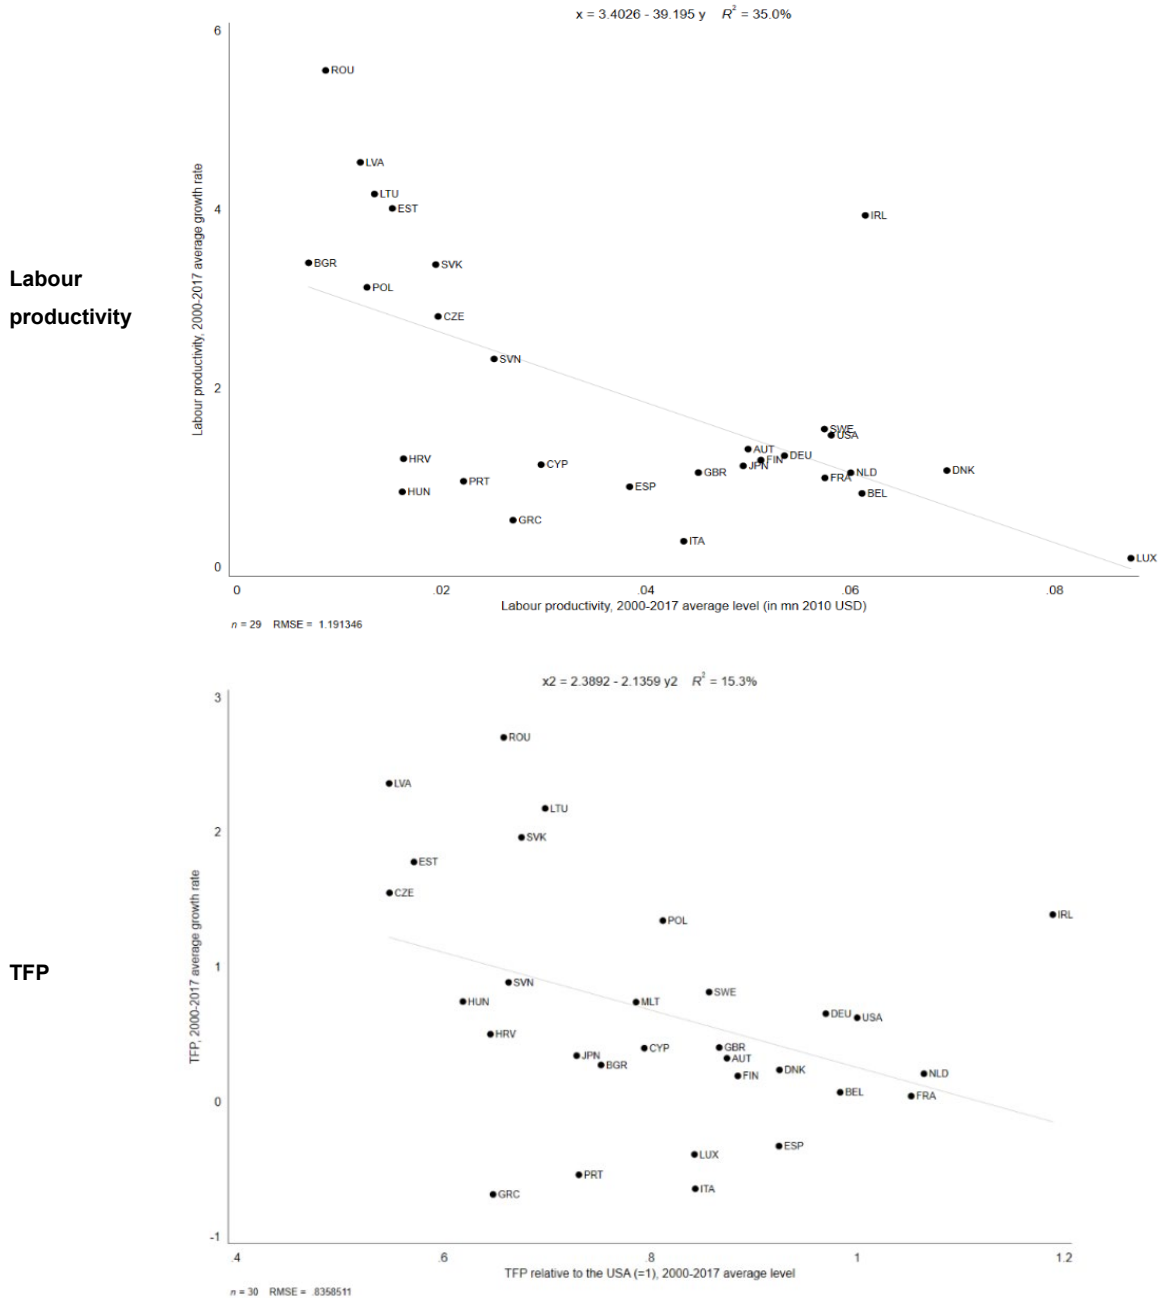 x = 3.4026 - 39.195 y R² = 35.0%
6
ROU
LVA
LTU
EST
4
IRL
BGR
SVK
POL
CZE
SVN
2
SWE
USA
AUT
FIN
DEU
JPN
HRV
CYP
GBR
FRA
NLD
DNK
HUN
PRT
ESP
BEL
GRC
ITA
LUX
0
Labour productivity, 2000-2017 average growth rate
Labour
productivity
0 .02 .04 .06 .08
Labour productivity, 2000-2017 average level (in mn 2010 USD)
n = 29 RMSE = 1.191346
x2 = 2.3892 - 2.1359 y2 R² = 15.3%
3
ROU
LVA
LTU
2
SVK
EST
CZE
POL
IRL
1
SVN
HUN
MLT
SWE
DEU
USA
HRV
JPN
BGR
CYP
GBR
AUT
FIN
DNK
NLD
BEL
FRA
0
ESP
LUX
PRT
ITA
GRC
-1
TFP, 2000-2017 average growth rate
TFP
.4 .6 .8 1 1.2
TFP relative to the USA (=1), 2000-2017 average level
n = 30 RMSE = .8358511